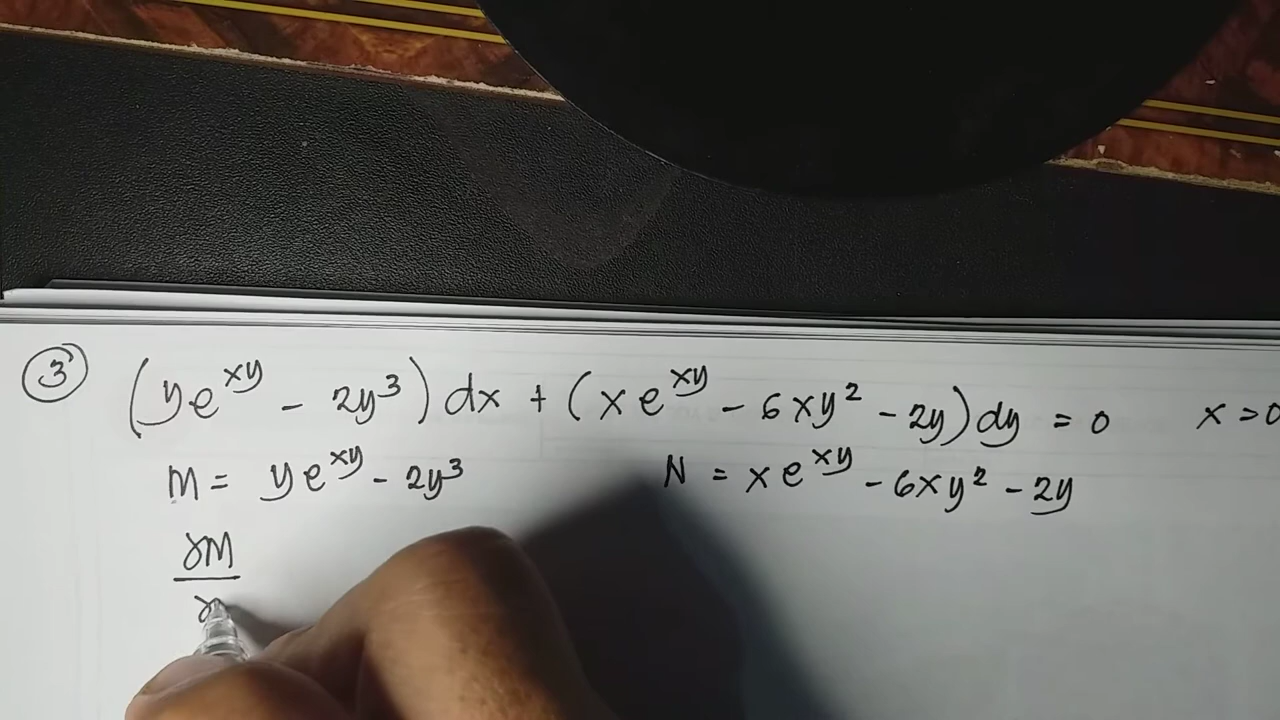 ③ (ye^{xy} - 2y³) dx + (xe^{xy} - 6xy² - 2y) dy = 0 x = 0
M = ye^{xy} - 2y³ N = xe^{xy} - 6xy² - 2y
∂M
∂